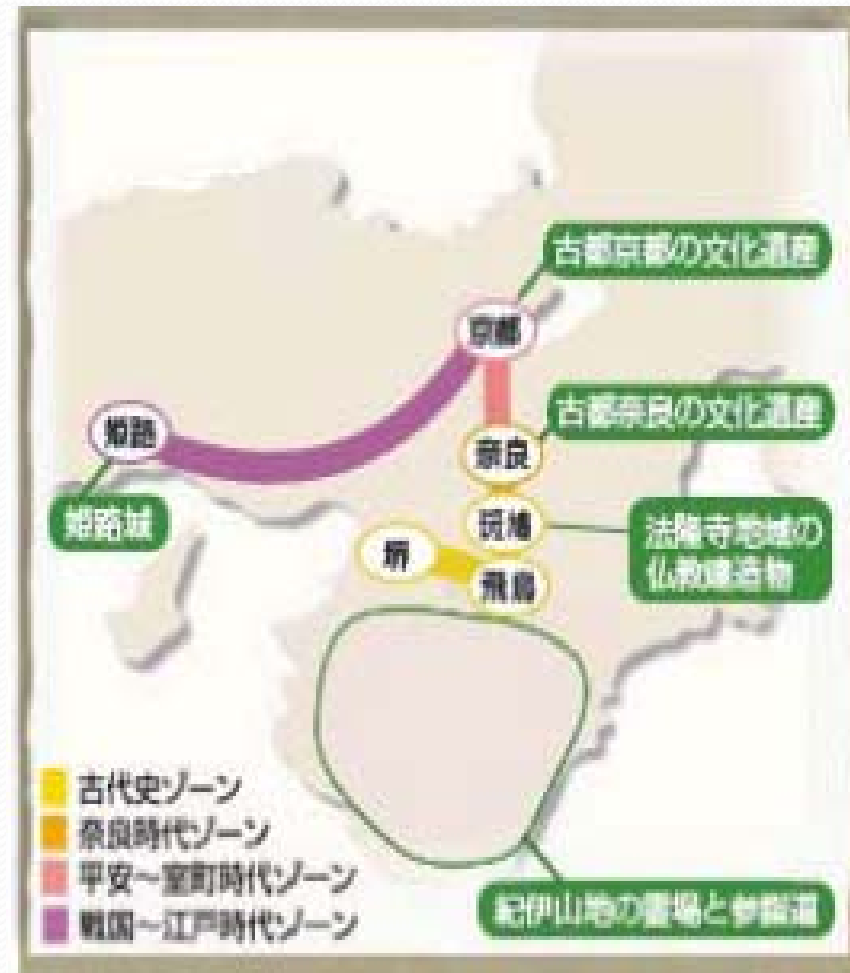 古都京都の文化遺産
京都
古都奈良の文化遺産
姫路
奈良
姫路城
斑鳩
法隆寺地域の
仏教建造物
堺
飛鳥
古代史ゾーン
奈良時代ゾーン
平安～室町時代ゾーン
戦国～江戸時代ゾーン
紀伊山地の霊場と参詣道